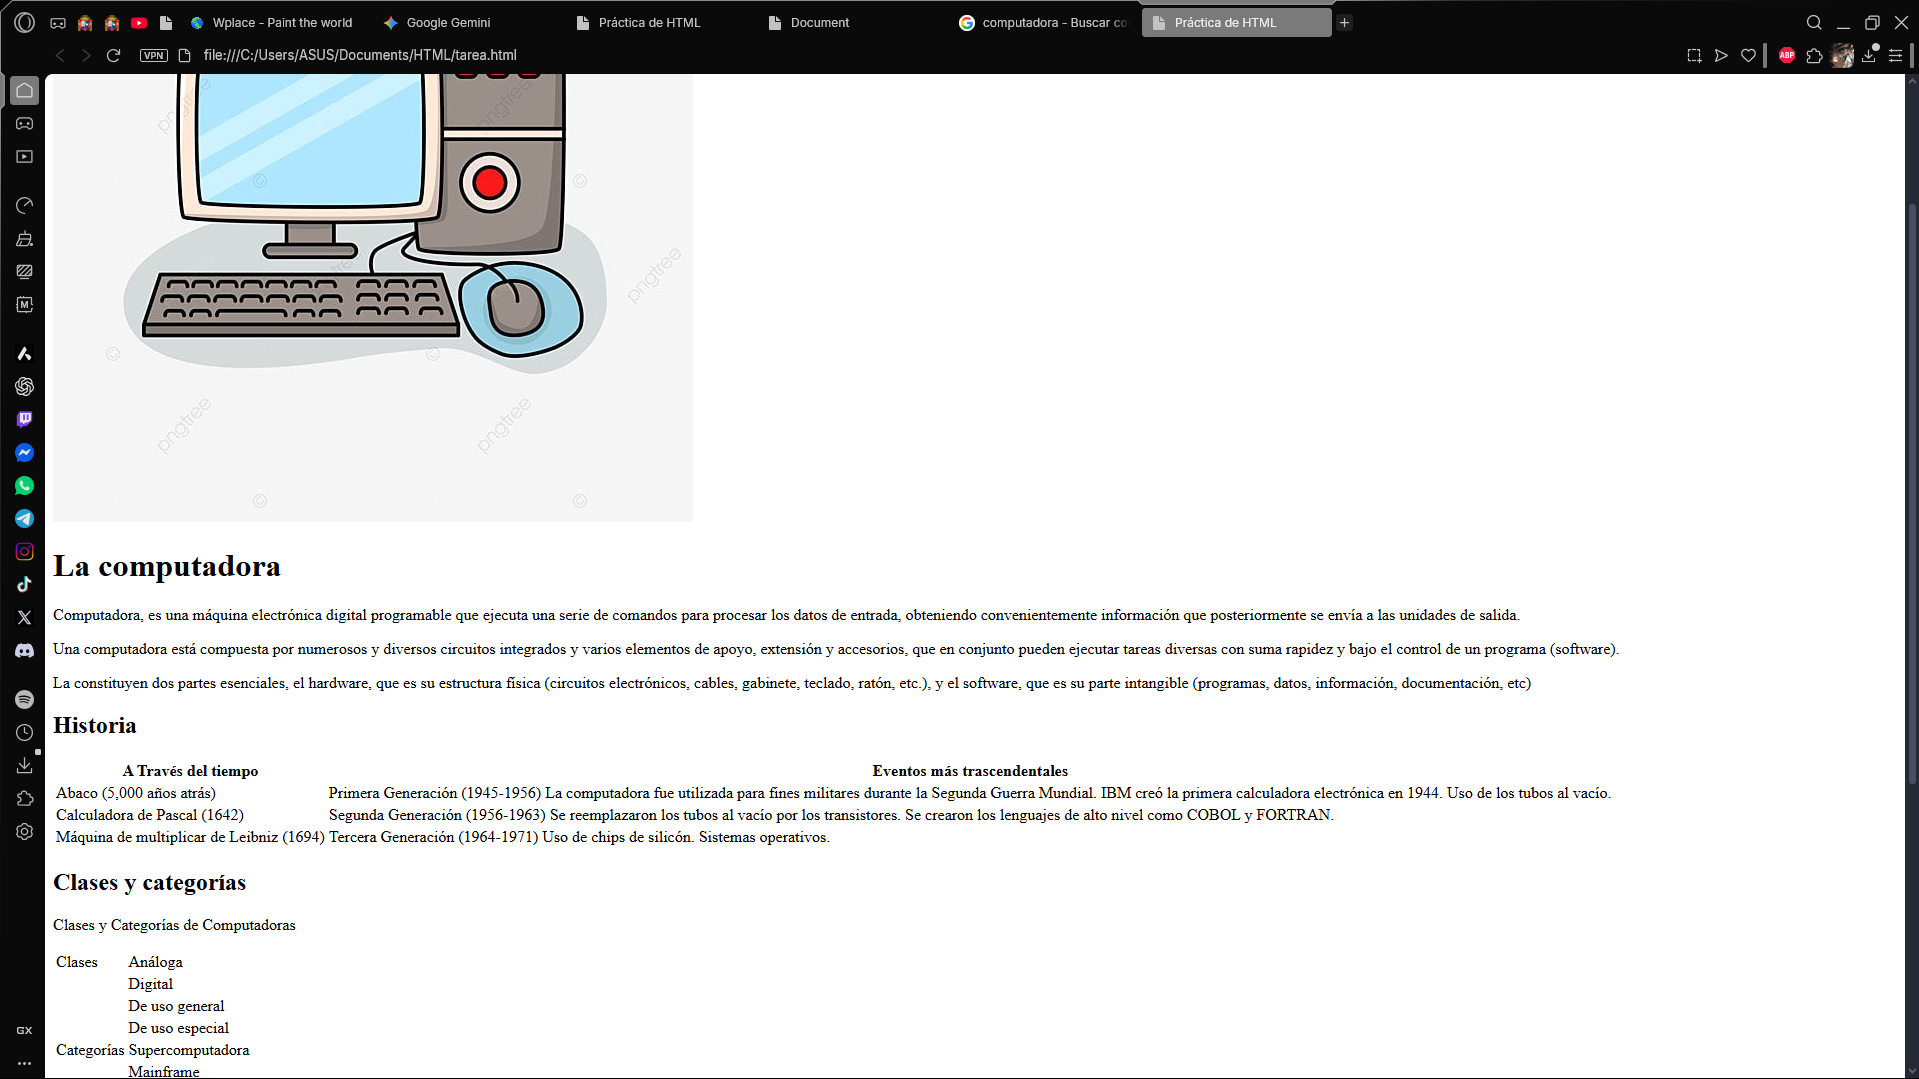 Wplace - Paint the world
Google Gemini
Práctica de HTML
Document
computadora - Buscar co
Práctica de HTML
VPN
file:///C:/Users/ASUS/Documents/HTML/tarea.html
ABP
M
pngtree
pngtree
pngtree
pngtree
pngtree
La computadora
Computadora, es una máquina electrónica digital programable que ejecuta una serie de comandos para procesar los datos de entrada, obteniendo convenientemente información que posteriormente se envía a las unidades de salida.
Una computadora está compuesta por numerosos y diversos circuitos integrados y varios elementos de apoyo, extensión y accesorios, que en conjunto pueden ejecutar tareas diversas con suma rapidez y bajo el control de un programa (software).
La constituyen dos partes esenciales, el hardware, que es su estructura física (circuitos electrónicos, cables, gabinete, teclado, ratón, etc.), y el software, que es su parte intangible (programas, datos, información, documentación, etc)
Historia
A Través del tiempo Eventos más trascendentales
Abaco (5,000 años atrás) Primera Generación (1945-1956) La computadora fue utilizada para fines militares durante la Segunda Guerra Mundial. IBM creó la primera calculadora electrónica en 1944. Uso de los tubos al vacío.
Calculadora de Pascal (1642) Segunda Generación (1956-1963) Se reemplazaron los tubos al vacío por los transistores. Se crearon los lenguajes de alto nivel como COBOL y FORTRAN.
Máquina de multiplicar de Leibniz (1694) Tercera Generación (1964-1971) Uso de chips de silicón. Sistemas operativos.
Clases y categorías
Clases y Categorías de Computadoras
Clases Análoga
Digital
De uso general
De uso especial
Categorías Supercomputadora
Mainframe
GX